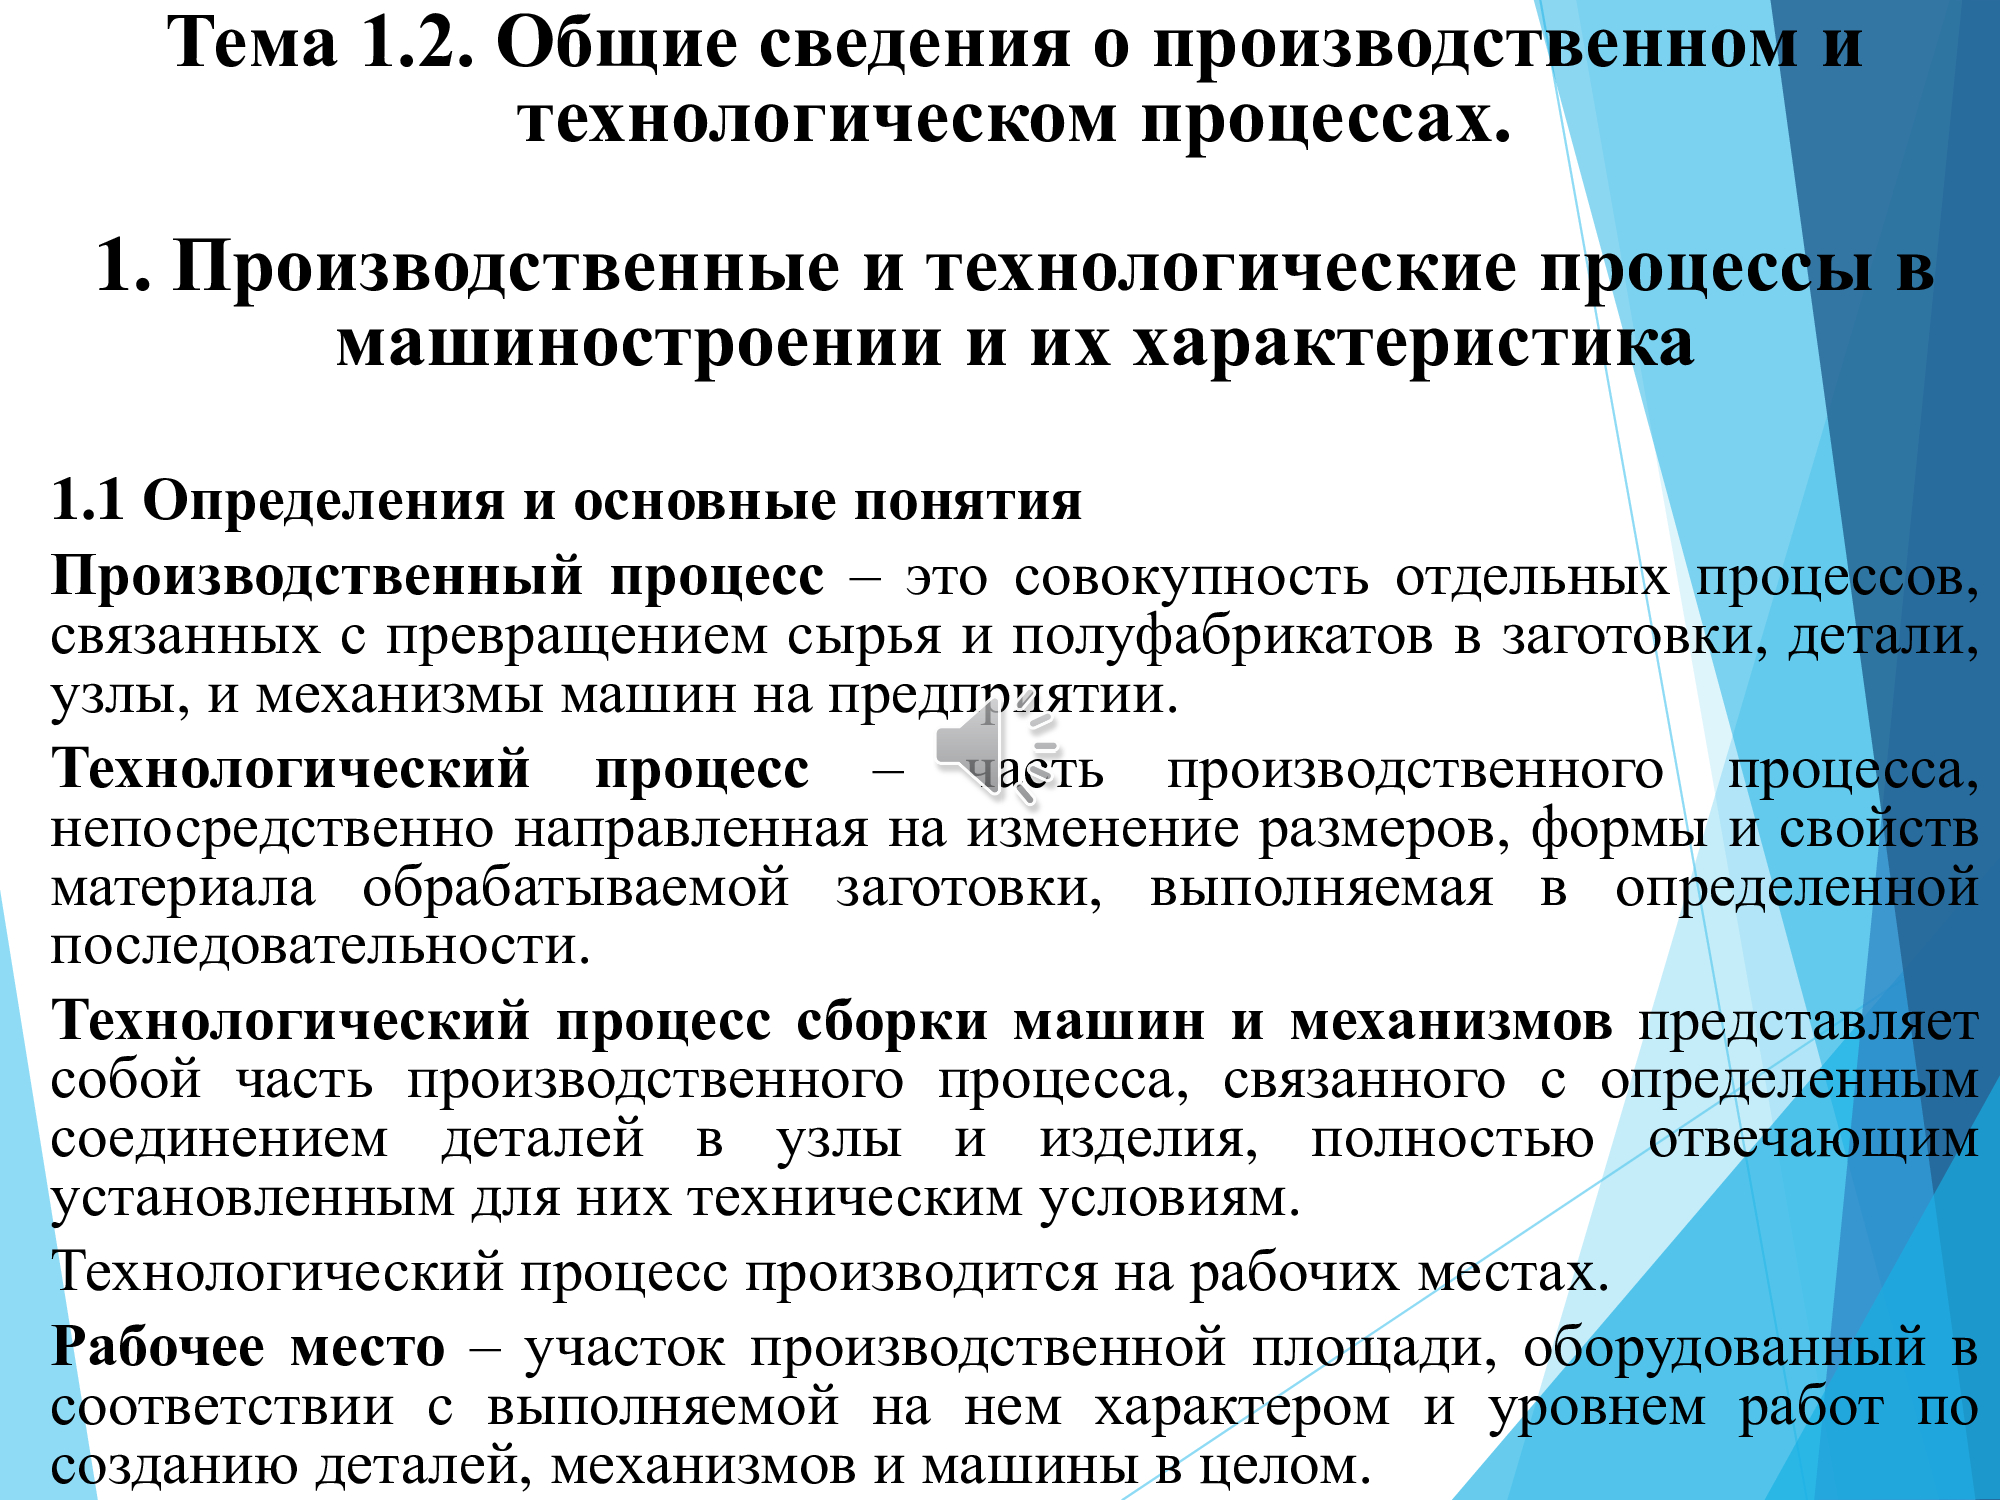 Тема 1.2. Общие сведения о производственном и
технологическом процессах.
1. Производственные и технологические процессы в
машиностроении и их характеристика
1.1 Определения и основные понятия
Производственный процесс – это совокупность отдельных процессов,
связанных с превращением сырья и полуфабрикатов в заготовки, детали,
узлы, и механизмы машин на предприятии.
Технологический процесс – часть производственного процесса,
непосредственно направленная на изменение размеров, формы и свойств
материала обрабатываемой заготовки, выполняемая в определенной
последовательности.
Технологический процесс сборки машин и механизмов представляет
собой часть производственного процесса, связанного с определенным
соединением деталей в узлы и изделия, полностью отвечающим
установленным для них техническим условиям.
Технологический процесс производится на рабочих местах.
Рабочее место – участок производственной площади, оборудованный в
соответствии с выполняемой на нем характером и уровнем работ по
созданию деталей, механизмов и машины в целом.